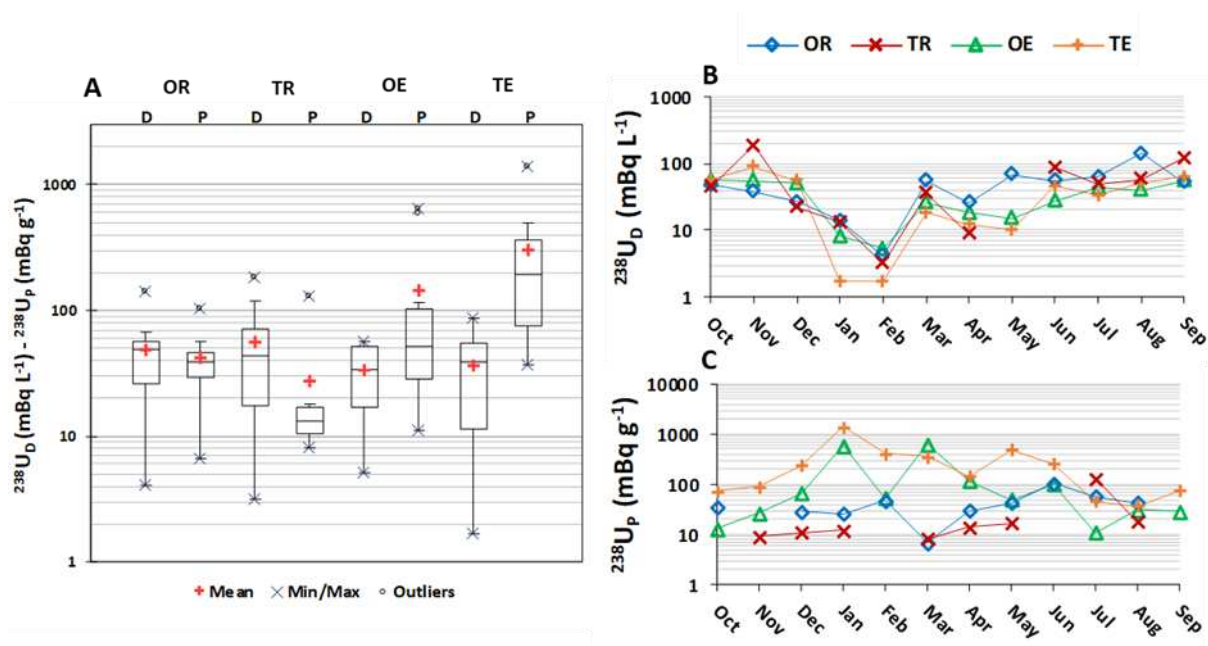 A
OR TR OE TE
D P D P D P D P
²³⁸U_D (mBq L⁻¹) - ²³⁸U_P (mBq g⁻¹)
1000
100
10
1
Mean Min/Max Outliers
OR TR OE TE
B
²³⁸U_D (mBq L⁻¹)
1000
100
10
1
Oct Nov Dec Jan Feb Mar Apr May Jun Jul Aug Sep
C
²³⁸U_P (mBq g⁻¹)
10000
1000
100
10
1
Oct Nov Dec Jan Feb Mar Apr May Jun Jul Aug Sep